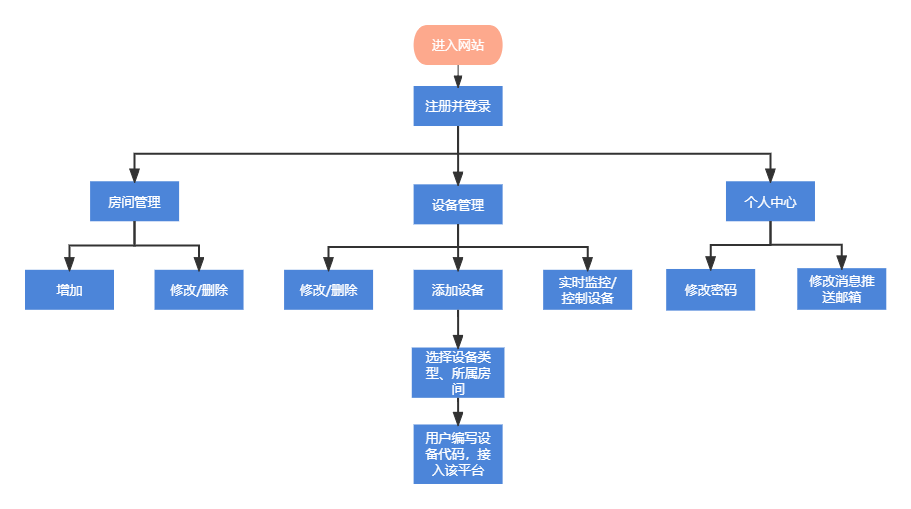 进入网站
注册并登录
房间管理
设备管理
个人中心
增加
修改/删除
修改/删除
添加设备
实时监控/
控制设备
修改密码
修改消息推
送邮箱
选择设备类
型、所属房
间
用户编写设
备代码，接
入该平台